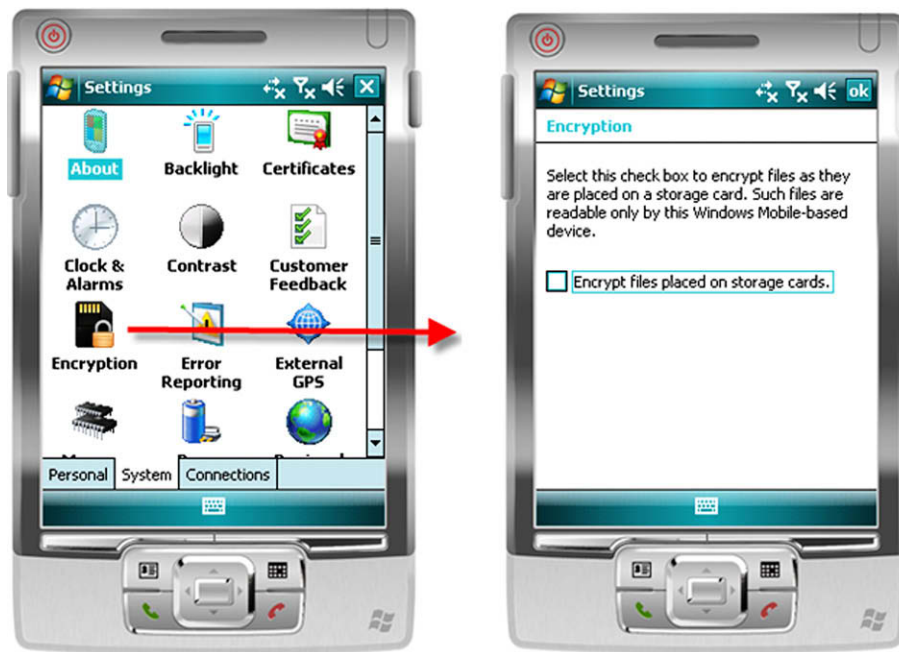 Settings
About
Backlight
Certificates
Clock &
Alarms
Contrast
Customer
Feedback
Encryption
Error
Reporting
External
GPS
Personal
System
Connections
Settings
ok
Encryption
Select this check box to encrypt files as they
are placed on a storage card. Such files are
readable only by this Windows Mobile-based
device.
Encrypt files placed on storage cards.